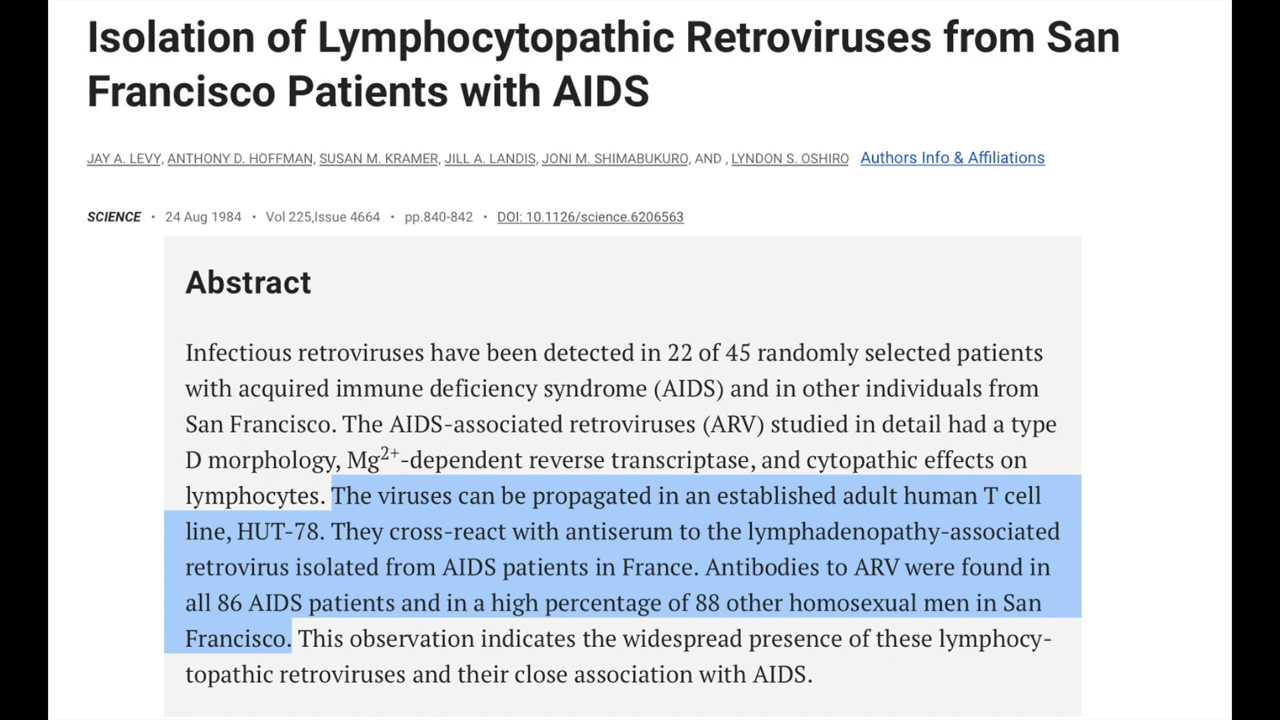 Isolation of Lymphocytopathic Retroviruses from San
Francisco Patients with AIDS
JAY A. LEVY, ANTHONY D. HOFFMAN, SUSAN M. KRAMER, JILL A. LANDIS, JONI M. SHIMABUKURO, AND , LYNDON S. OSHIRO Authors Info & Affiliations
SCIENCE • 24 Aug 1984 • Vol 225,Issue 4664 • pp.840-842 • DOI: 10.1126/science.6206563
Abstract
Infectious retroviruses have been detected in 22 of 45 randomly selected patients
with acquired immune deficiency syndrome (AIDS) and in other individuals from
San Francisco. The AIDS-associated retroviruses (ARV) studied in detail had a type
D morphology, Mg²⁺-dependent reverse transcriptase, and cytopathic effects on
lymphocytes. The viruses can be propagated in an established adult human T cell
line, HUT-78. They cross-react with antiserum to the lymphadenopathy-associated
retrovirus isolated from AIDS patients in France. Antibodies to ARV were found in
all 86 AIDS patients and in a high percentage of 88 other homosexual men in San
Francisco. This observation indicates the widespread presence of these lymphocy-
topathic retroviruses and their close association with AIDS.